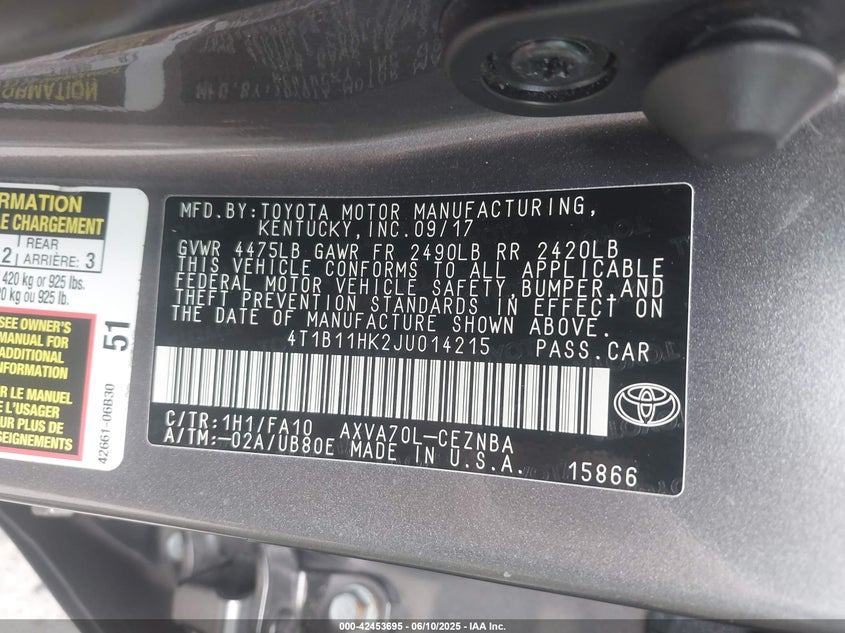 RMATION
LE CHARGEMENT
2
REAR
ARRIÈRE: 3
420 kg or 925 lbs.
0 kg ou 925 lb.
SEE OWNER'S
MANUAL FOR
ADDITIONAL
INFORMATION
LE MANUEL
L'USAGER
PLUS DE
51
42661-06B30
MFD.BY:TOYOTA MOTOR MANUFACTURING,
KENTUCKY, INC.09/17
GVWR 4475LB GAWR FR 2490LB RR 2420LB
THIS VEHICLE CONFORMS TO ALL APPLICABLE
FEDERAL MOTOR VEHICLE SAFETY,BUMPER,AND
THEFT PREVENTION STANDARDS IN EFFECT ON
THE DATE OF MANUFACTURE SHOWN ABOVE.
4T1B11HK2JU014215 PASS.CAR
C/TR:1H1/FA10 AXVA70L-CEZNBA
A/TM:-02A/UB80E MADE IN U.S.A.
15866
000-42453695 - 06/10/2025 - IAA Inc.